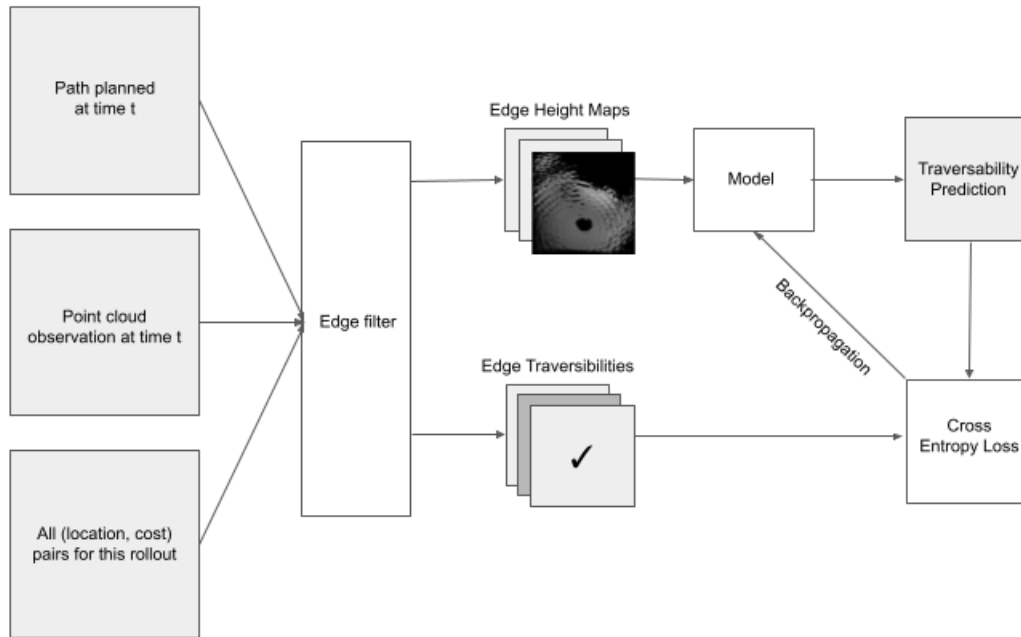 Path planned
at time t
Point cloud
observation at time t
All (location, cost)
pairs for this rollout
Edge filter
Edge Height Maps
Edge Traversibilities
✓
Model
Traversability
Prediction
Backpropagation
Cross
Entropy Loss